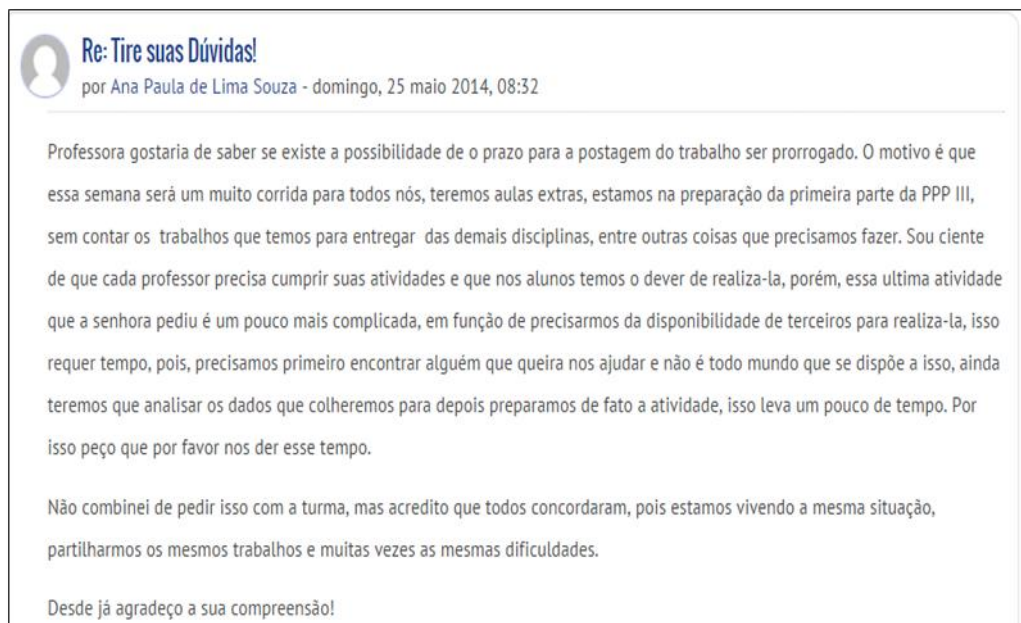 Re: Tire suas Dúvidas!
por Ana Paula de Lima Souza - domingo, 25 maio 2014, 08:32
Professora gostaria de saber se existe a possibilidade de o prazo para a postagem do trabalho ser prorrogado. O motivo é que
essa semana será um muito corrida para todos nós, teremos aulas extras, estamos na preparação da primeira parte da PPP III,
sem contar os trabalhos que temos para entregar das demais disciplinas, entre outras coisas que precisamos fazer. Sou ciente
de que cada professor precisa cumprir suas atividades e que nos alunos temos o dever de realiza-la, porém, essa ultima atividade
que a senhora pediu é um pouco mais complicada, em função de precisarmos da disponibilidade de terceiros para realiza-la, isso
requer tempo, pois, precisamos primeiro encontrar alguém que queira nos ajudar e não é todo mundo que se dispõe a isso, ainda
teremos que analisar os dados que colheremos para depois preparamos de fato a atividade, isso leva um pouco de tempo. Por
isso peço que por favor nos der esse tempo.
Não combinei de pedir isso com a turma, mas acredito que todos concordaram, pois estamos vivendo a mesma situação,
partilharmos os mesmos trabalhos e muitas vezes as mesmas dificuldades.
Desde já agradeço a sua compreensão!